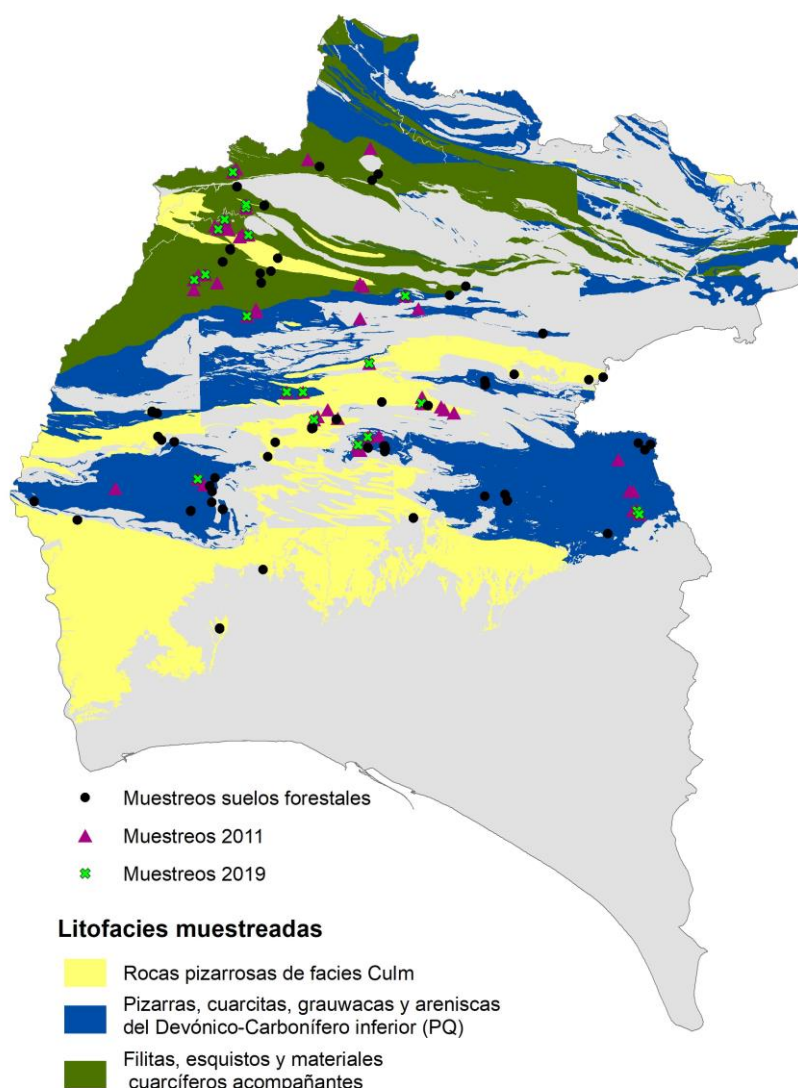 Muestreos suelos forestales
Muestreos 2011
Muestreos 2019
Litofacies muestreadas
Rocas pizarrosas de facies Culm
Pizarras, cuarcitas, grauwacas y areniscas
del Devónico-Carbonífero inferior (PQ)
Filitas, esquistos y materiales
cuarcíferos acompañantes